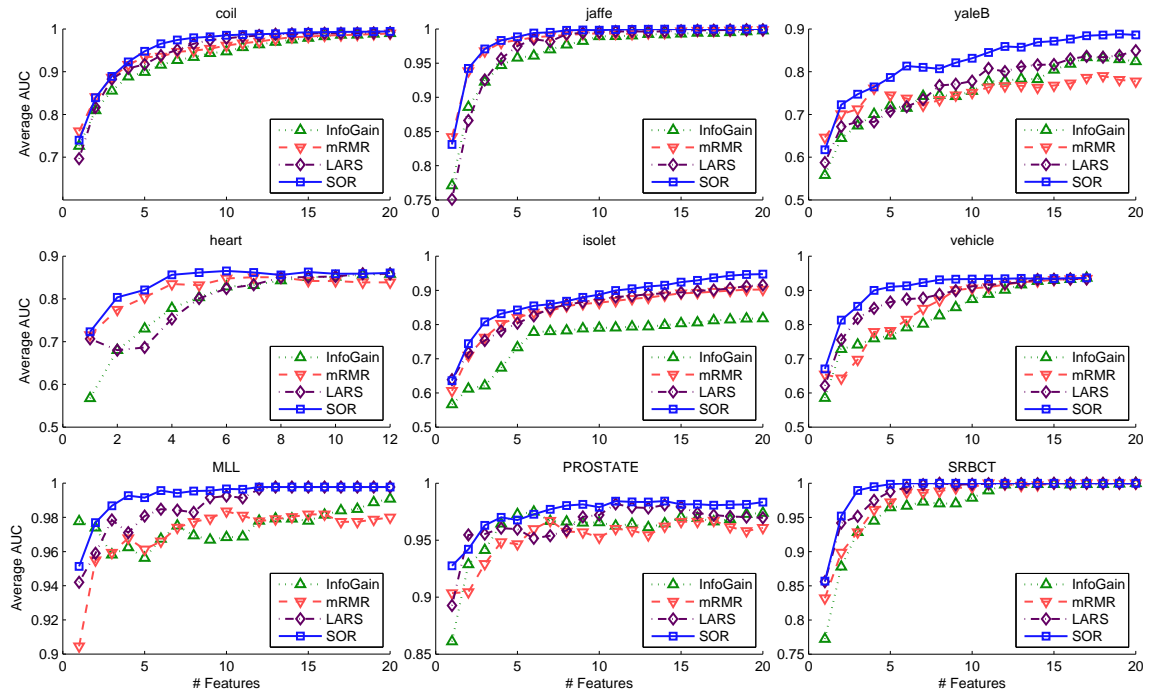 coil
Average AUC
1
0.9
0.8
0.7
0 5 10 15 20
InfoGain
mRMR
LARS
SOR
jaffe
1
0.95
0.9
0.85
0.8
0.75
0 5 10 15 20
InfoGain
mRMR
LARS
SOR
yaleB
0.9
0.8
0.7
0.6
0.5
0 5 10 15 20
InfoGain
mRMR
LARS
SOR
heart
Average AUC
0.9
0.8
0.7
0.6
0.5
0 2 4 6 8 10 12
InfoGain
mRMR
LARS
SOR
isolet
1
0.9
0.8
0.7
0.6
0.5
0 5 10 15 20
InfoGain
mRMR
LARS
SOR
vehicle
1
0.9
0.8
0.7
0.6
0.5
0 5 10 15 20
InfoGain
mRMR
LARS
SOR
MLL
Average AUC
1
0.98
0.96
0.94
0.92
0.9
0 5 10 15 20
# Features
InfoGain
mRMR
LARS
SOR
PROSTATE
1
0.95
0.9
0.85
0 5 10 15 20
# Features
InfoGain
mRMR
LARS
SOR
SRBCT
1
0.95
0.9
0.85
0.8
0.75
0 5 10 15 20
# Features
InfoGain
mRMR
LARS
SOR